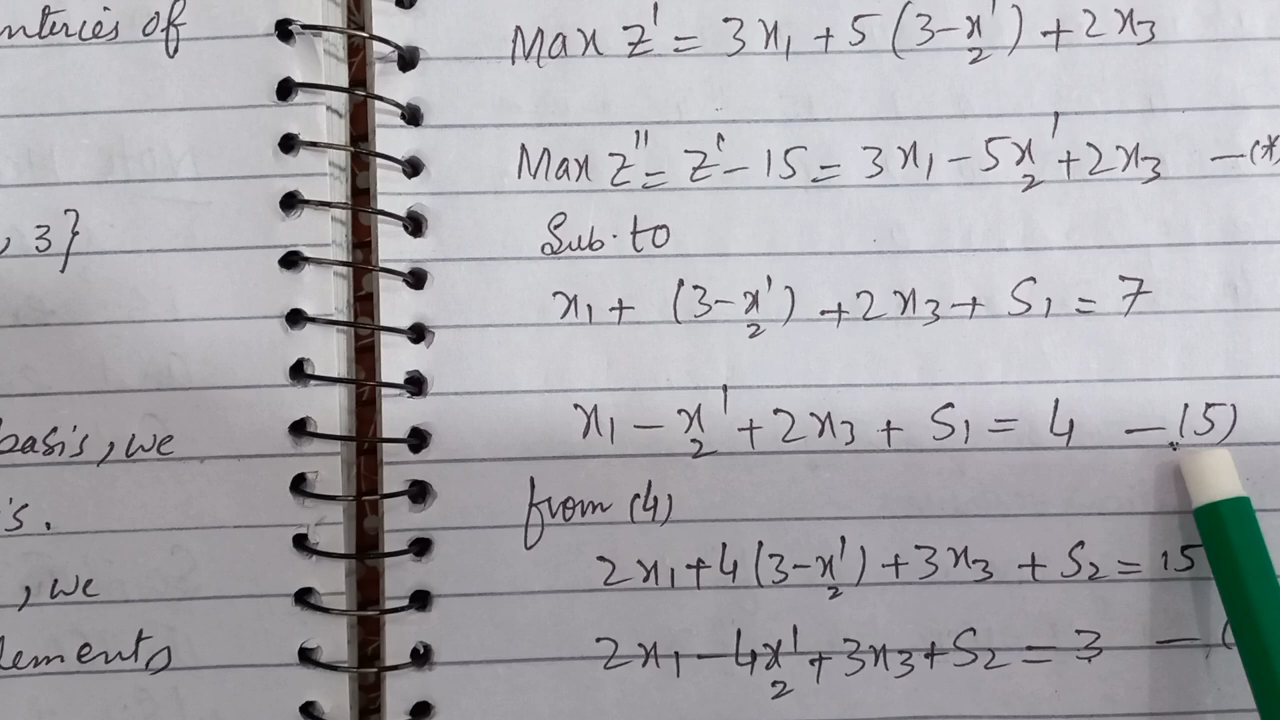 nteries of
, 3}
basis, we
's.
, we
lements
Max z' = 3x₁ + 5(3-x₂') + 2x₃
Max z'' = z' - 15 = 3x₁ - 5x₂' + 2x₃ —(*
Sub. to
x₁ + (3-x₂') + 2x₃ + S₁ = 7
x₁ - x₂' + 2x₃ + S₁ = 4 —(5)
from (4)
2x₁ + 4(3-x₂') + 3x₃ + S₂ = 15
2x₁ - 4x₂' + 3x₃ + S₂ = 3 —(